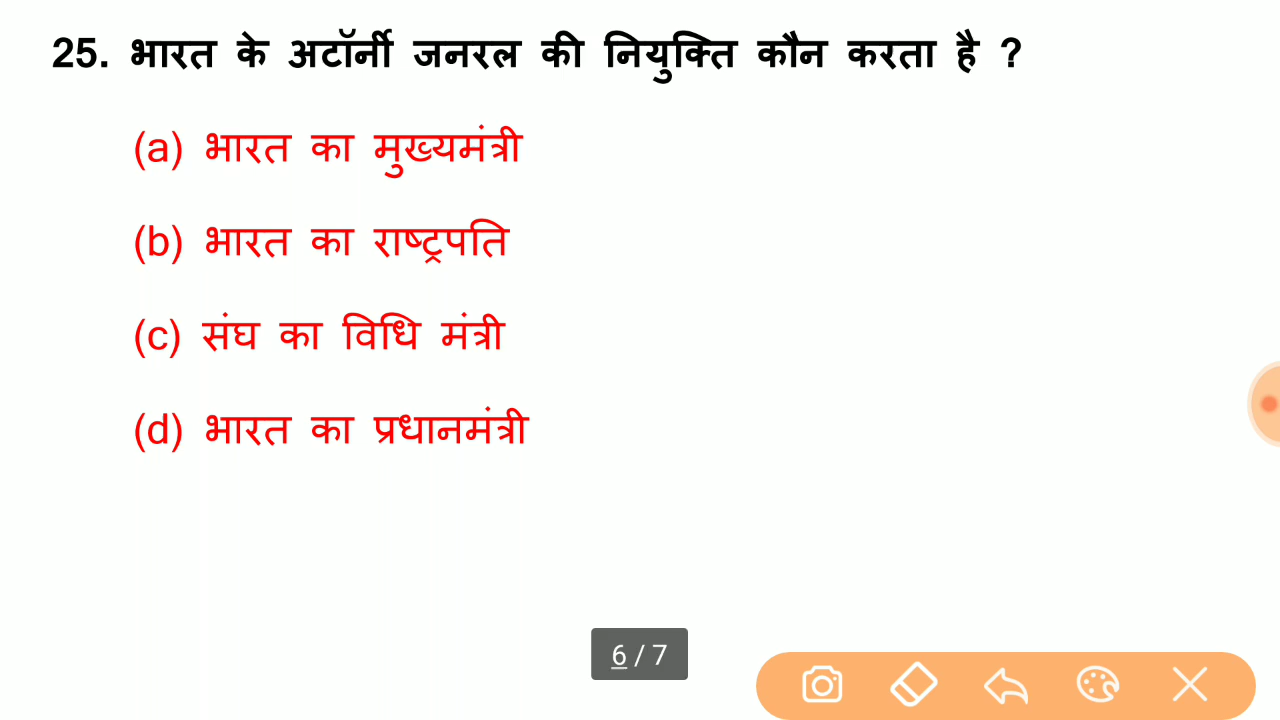 25. भारत के अटॉर्नी जनरल की नियुक्ति कौन करता है ?
(a) भारत का मुख्यमंत्री
(b) भारत का राष्ट्रपति
(c) संघ का विधि मंत्री
(d) भारत का प्रधानमंत्री
6 / 7